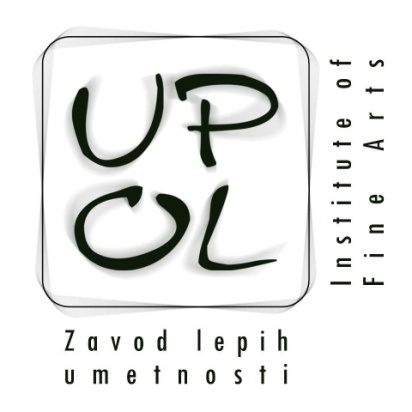 UP
OL
Zavod lepih
umetnosti
Institute of
Fine Arts